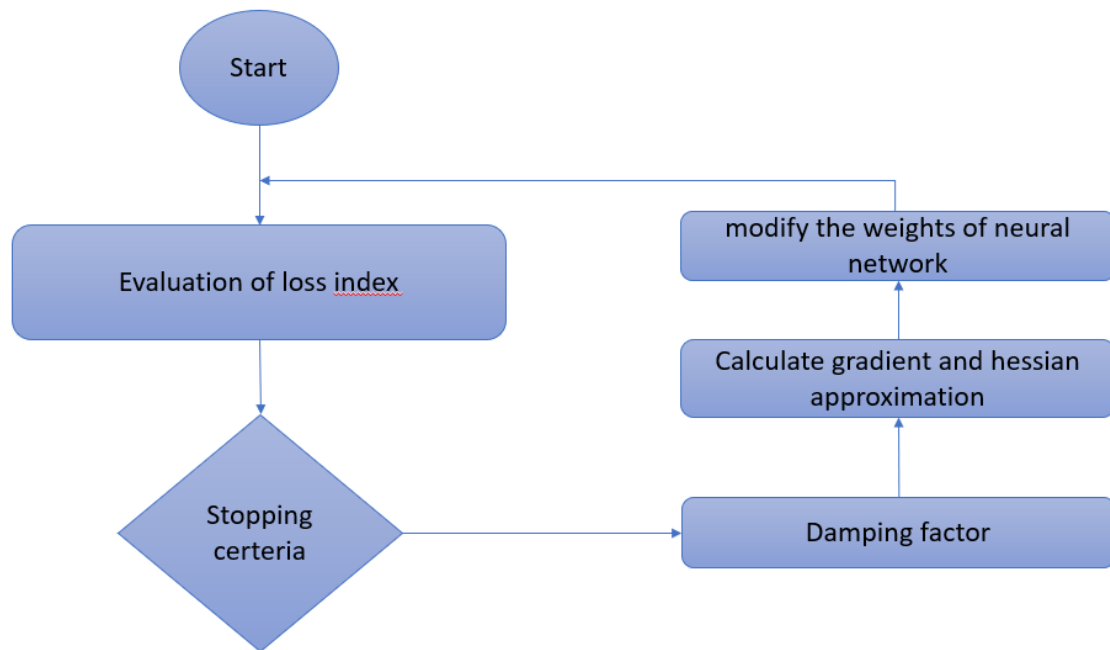 Start
Evaluation of loss index
Stopping
certeria
Damping factor
Calculate gradient and hessian
approximation
modify the weights of neural
network